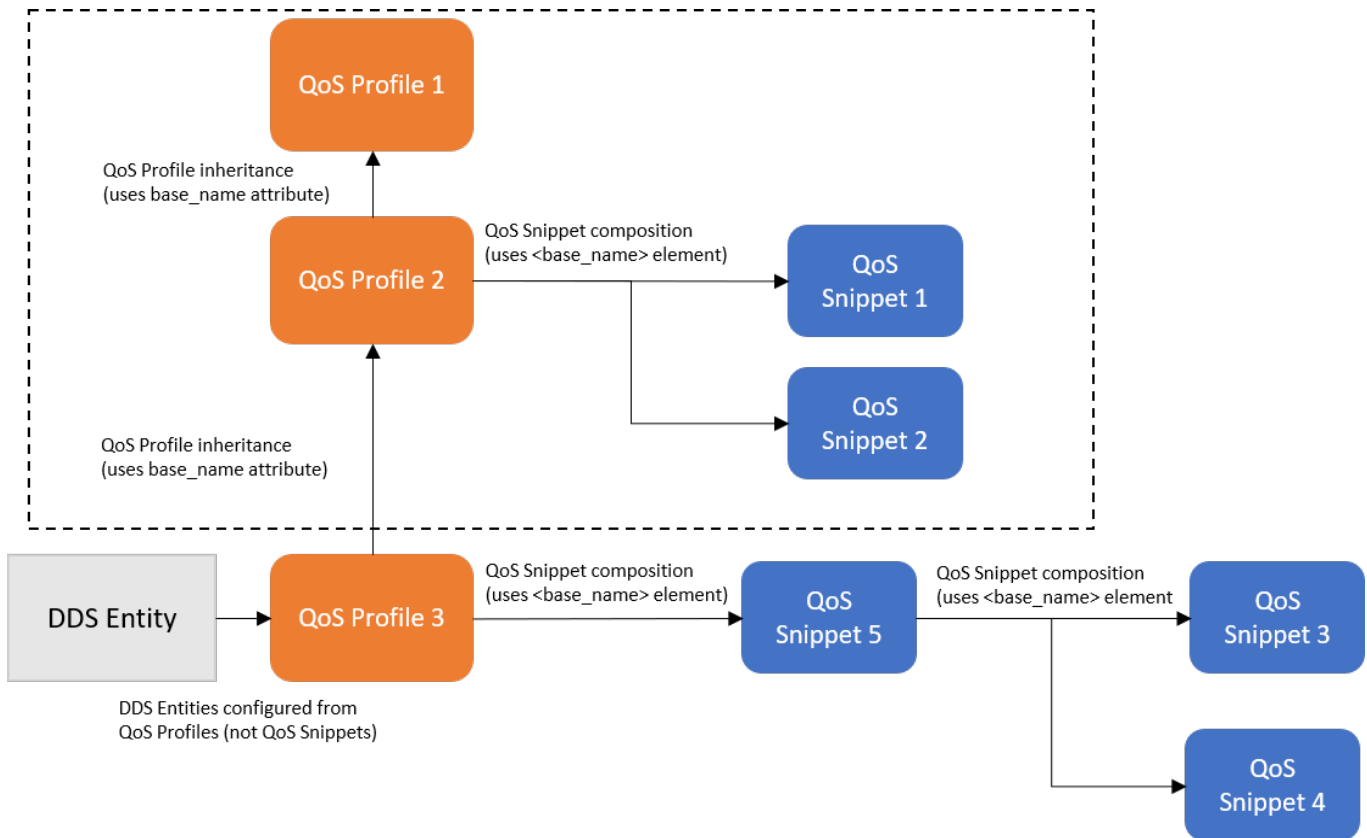 QoS Profile 1
QoS Profile inheritance
(uses base_name attribute)
QoS Profile 2
QoS Snippet composition
(uses <base_name> element)
QoS
Snippet 1
QoS
Snippet 2
QoS Profile inheritance
(uses base_name attribute)
DDS Entity
QoS Profile 3
QoS Snippet composition
(uses <base_name> element)
QoS
Snippet 5
QoS Snippet composition
(uses <base_name> element
QoS
Snippet 3
DDS Entities configured from
QoS Profiles (not QoS Snippets)
QoS
Snippet 4